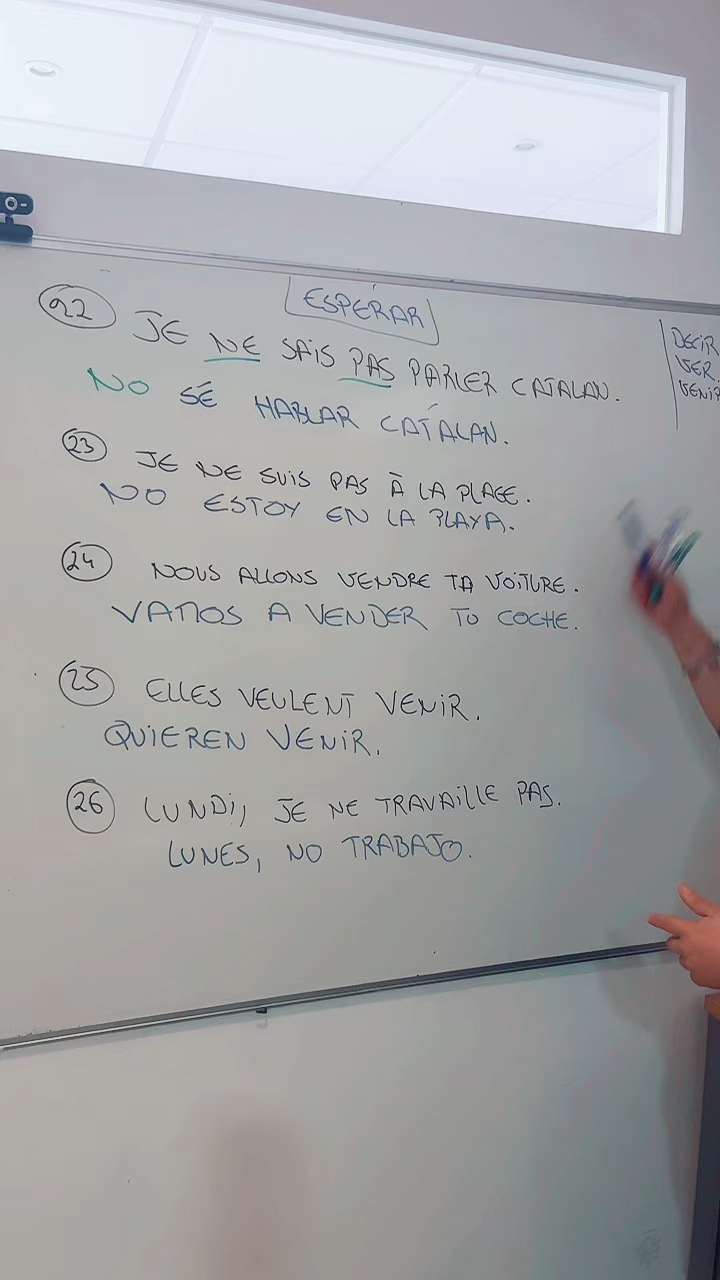 ESPERAR
DECIR
VER
VENIR
22 JE NE SAIS PAS PARLER CATALAN.
NO SÉ HABLAR CATALÁN.
23 JE NE SUIS PAS À LA PLAGE.
NO ESTOY EN LA PLAYA.
24 NOUS ALLONS VENDRE TA VOITURE.
VAMOS A VENDER TU COCHE.
25 ELLES VEULENT VENIR.
QUIEREN VENIR.
26 LUNDI, JE NE TRAVAILLE PAS.
LUNES, NO TRABAJO.